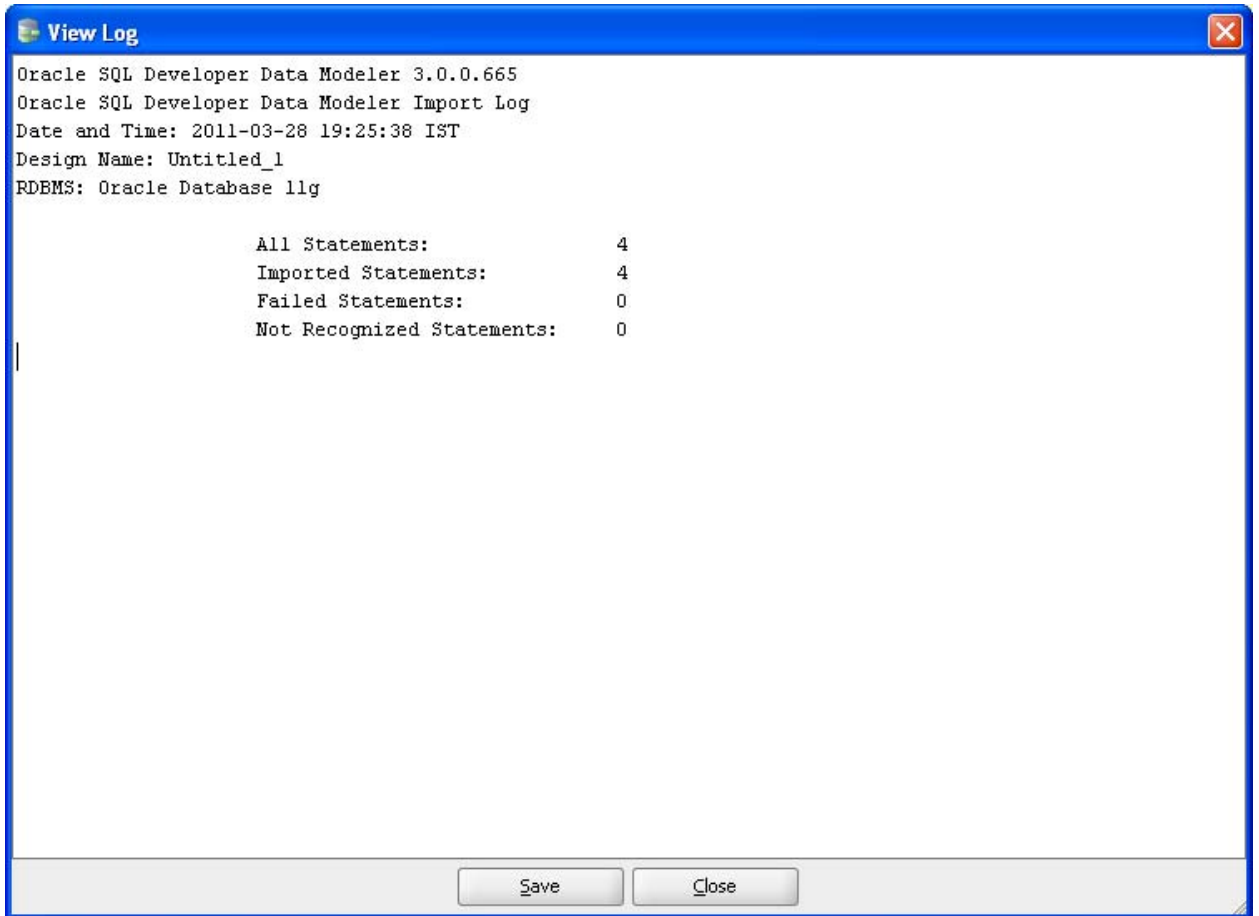 View Log
Oracle SQL Developer Data Modeler 3.0.0.665
Oracle SQL Developer Data Modeler Import Log
Date and Time: 2011-03-28 19:25:38 IST
Design Name: Untitled_1
RDBMS: Oracle Database 11g
All Statements: 4
Imported Statements: 4
Failed Statements: 0
Not Recognized Statements: 0
Save Close